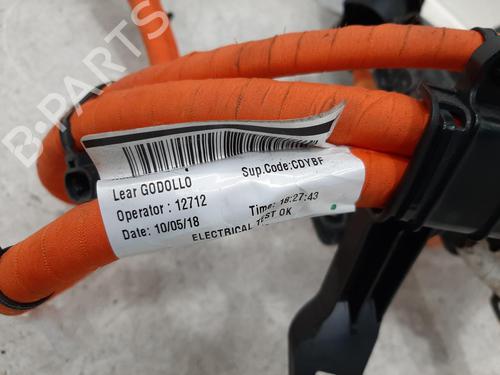 B-PARTS
Lear GODOLLO
Sup.Code:CDYBF
Operator : 12712
Time: 18:27:43
Date: 10/05/18
ELECTRICAL TEST OK